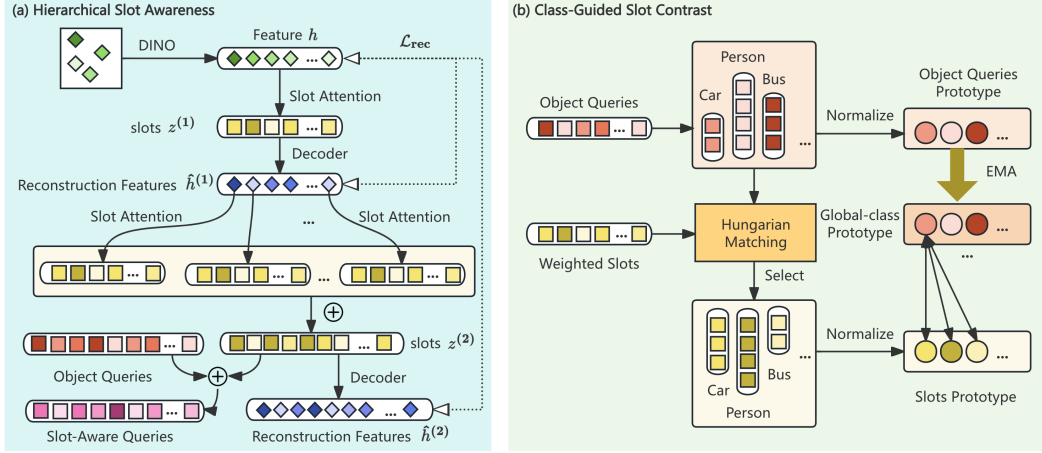 (a) Hierarchical Slot Awareness
DINO
Feature h
ℒrec
...
Slot Attention
slots z⁽¹⁾
...
Decoder
Reconstruction Features ĥ⁽¹⁾
...
Slot Attention
...
Slot Attention
... ... ... ...
slots z⁽²⁾
... ...
Object Queries
Decoder
... ...
Slot-Aware Queries
Reconstruction Features ĥ⁽²⁾
(b) Class-Guided Slot Contrast
Person
Car
Bus
...
Object Queries
...
Normalize
Object Queries
Prototype
...
EMA
Weighted Slots
...
Hungarian
Matching
Global-class
Prototype
...
...
Select
Car
Person
Bus
...
Normalize
...
Slots Prototype